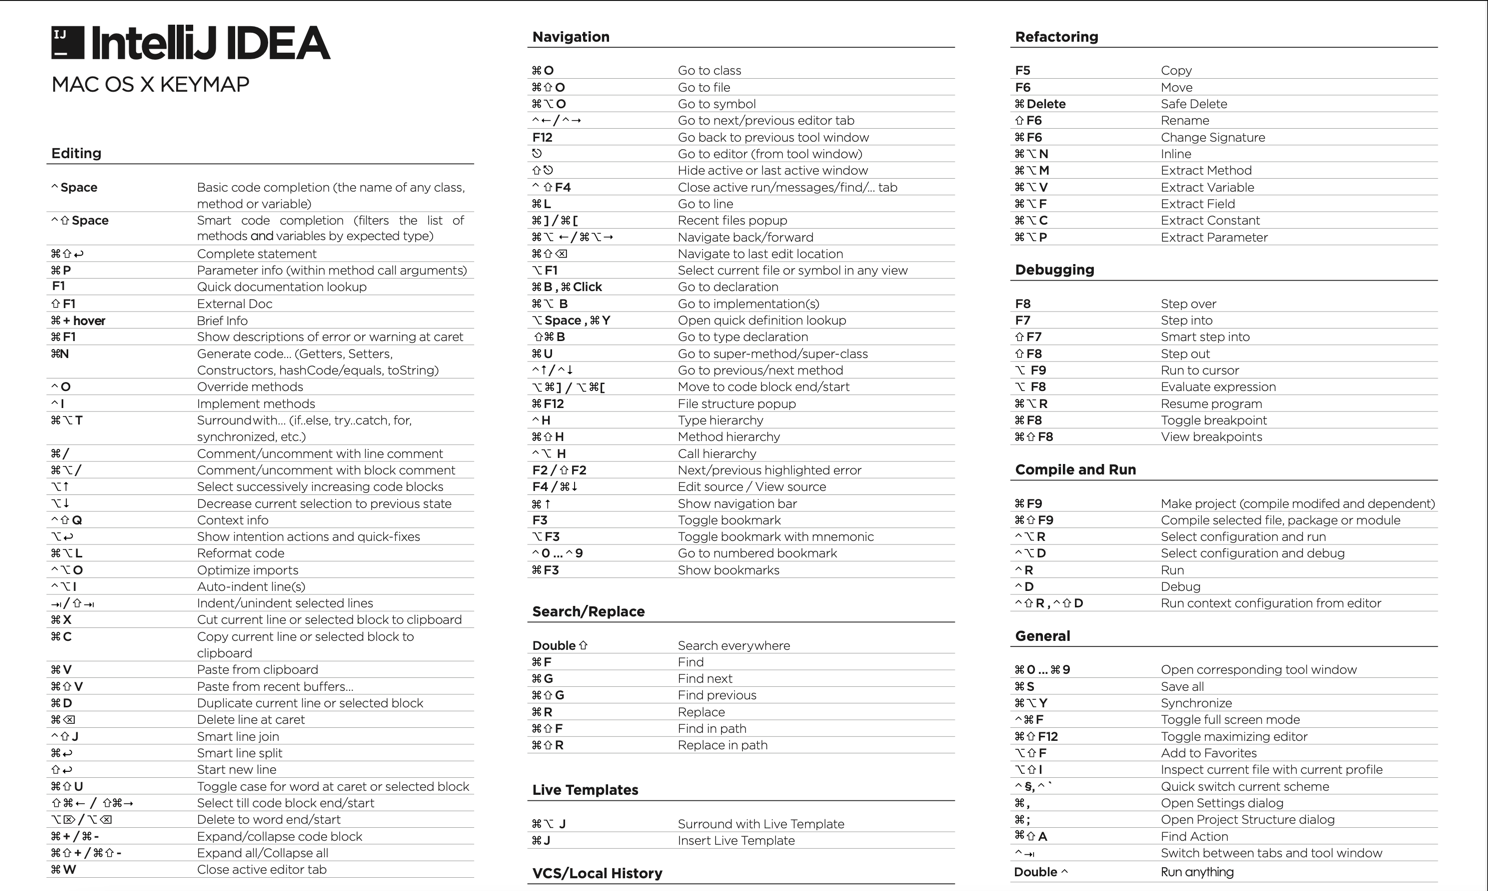 IJ IntelliJ IDEA
MAC OS X KEYMAP
Editing
⌃ Space Basic code completion (the name of any class,
method or variable)
⌃ ⇧ Space Smart code completion (filters the list of
methods and variables by expected type)
⌘ ⇧ ↩ Complete statement
⌘ P Parameter info (within method call arguments)
F1 Quick documentation lookup
⇧ F1 External Doc
⌘ + hover Brief Info
⌘ F1 Show descriptions of error or warning at caret
⌘N Generate code... (Getters, Setters,
Constructors, hashCode/equals, toString)
⌃ O Override methods
⌃ I Implement methods
⌘ ⌥ T Surround with... (if..else, try..catch, for,
synchronized, etc.)
⌘ / Comment/uncomment with line comment
⌘ ⌥ / Comment/uncomment with block comment
⌥ ↑ Select successively increasing code blocks
⌥ ↓ Decrease current selection to previous state
⌃ ⇧ Q Context info
⌥ ↩ Show intention actions and quick-fixes
⌘ ⌥ L Reformat code
⌃ ⌥ O Optimize imports
⌃ ⌥ I Auto-indent line(s)
⇥ / ⇧ ⇥ Indent/unindent selected lines
⌘ X Cut current line or selected block to clipboard
⌘ C Copy current line or selected block to
clipboard
⌘ V Paste from clipboard
⌘ ⇧ V Paste from recent buffers...
⌘ D Duplicate current line or selected block
⌘ ⌫ Delete line at caret
⌃ ⇧ J Smart line join
⌘ ↩ Smart line split
⇧ ↩ Start new line
⌘ ⇧ U Toggle case for word at caret or selected block
⇧ ⌘ ← / ⇧ ⌘ → Select till code block end/start
⌥ ⌦ / ⌥ ⌫ Delete to word end/start
⌘ + / ⌘ - Expand/collapse code block
⌘ ⇧ + / ⌘ ⇧ - Expand all/Collapse all
⌘ W Close active editor tab
Navigation
⌘ O Go to class
⌘ ⇧ O Go to file
⌘ ⌥ O Go to symbol
⌃ ← / ⌃ → Go to next/previous editor tab
F12 Go back to previous tool window
⎋ Go to editor (from tool window)
⇧ ⎋ Hide active or last active window
⌃ ⇧ F4 Close active run/messages/find/... tab
⌘ L Go to line
⌘ ] / ⌘ [ Recent files popup
⌘ ⌥ ← / ⌘ ⌥ → Navigate back/forward
⌘ ⇧ ⌫ Navigate to last edit location
⌥ F1 Select current file or symbol in any view
⌘ B , ⌘ Click Go to declaration
⌘ ⌥ B Go to implementation(s)
⌥ Space , ⌘ Y Open quick definition lookup
⇧ ⌘ B Go to type declaration
⌘ U Go to super-method/super-class
⌃ ↑ / ⌃ ↓ Go to previous/next method
⌥ ⌘ ] / ⌥ ⌘ [ Move to code block end/start
⌘ F12 File structure popup
⌃ H Type hierarchy
⌘ ⇧ H Method hierarchy
⌃ ⌥ H Call hierarchy
F2 / ⇧ F2 Next/previous highlighted error
F4 / ⌘ ↓ Edit source / View source
⌘ ↑ Show navigation bar
F3 Toggle bookmark
⌥ F3 Toggle bookmark with mnemonic
⌃ 0 ... ⌃ 9 Go to numbered bookmark
⌘ F3 Show bookmarks
Search/Replace
Double ⇧ Search everywhere
⌘ F Find
⌘ G Find next
⌘ ⇧ G Find previous
⌘ R Replace
⌘ ⇧ F Find in path
⌘ ⇧ R Replace in path
Live Templates
⌘ ⌥ J Surround with Live Template
⌘ J Insert Live Template
VCS/Local History
Refactoring
F5 Copy
F6 Move
⌘ Delete Safe Delete
⇧ F6 Rename
⌘ F6 Change Signature
⌘ ⌥ N Inline
⌘ ⌥ M Extract Method
⌘ ⌥ V Extract Variable
⌘ ⌥ F Extract Field
⌘ ⌥ C Extract Constant
⌘ ⌥ P Extract Parameter
Debugging
F8 Step over
F7 Step into
⇧ F7 Smart step into
⇧ F8 Step out
⌥ F9 Run to cursor
⌥ F8 Evaluate expression
⌘ ⌥ R Resume program
⌘ F8 Toggle breakpoint
⌘ ⇧ F8 View breakpoints
Compile and Run
⌘ F9 Make project (compile modifed and dependent)
⌘ ⇧ F9 Compile selected file, package or module
⌃ ⌥ R Select configuration and run
⌃ ⌥ D Select configuration and debug
⌃ R Run
⌃ D Debug
⌃ ⇧ R , ⌃ ⇧ D Run context configuration from editor
General
⌘ 0 ... ⌘ 9 Open corresponding tool window
⌘ S Save all
⌘ ⌥ Y Synchronize
⌃ ⌘ F Toggle full screen mode
⌘ ⇧ F12 Toggle maximizing editor
⌥ ⇧ F Add to Favorites
⌥ ⇧ I Inspect current file with current profile
⌃ §, ⌃ ` Quick switch current scheme
⌘ , Open Settings dialog
⌘ ; Open Project Structure dialog
⌘ ⇧ A Find Action
⌃ ⇥ Switch between tabs and tool window
Double ⌃ Run anything